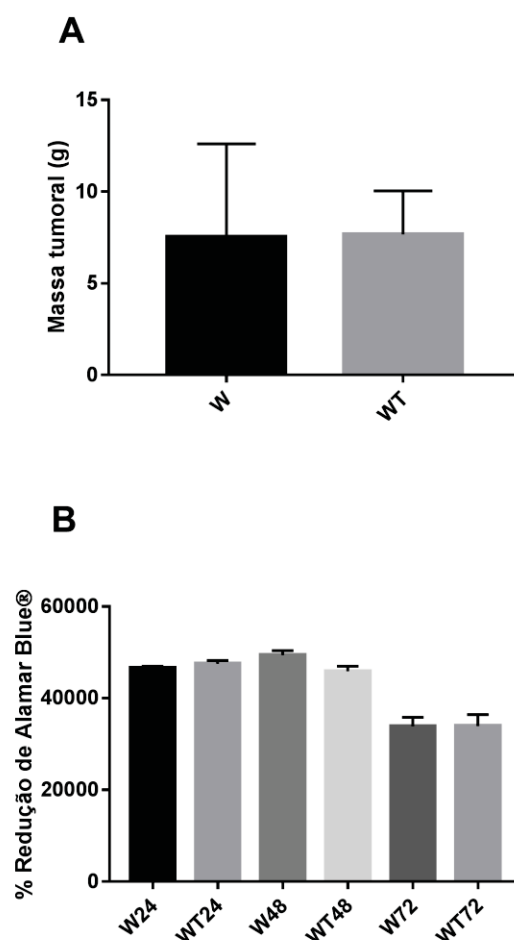 A
Massa tumoral (g)
15
10
5
0
W
WT
B
% Redução de Alamar Blue®
60000
40000
20000
0
W24
WT24
W48
WT48
W72
WT72